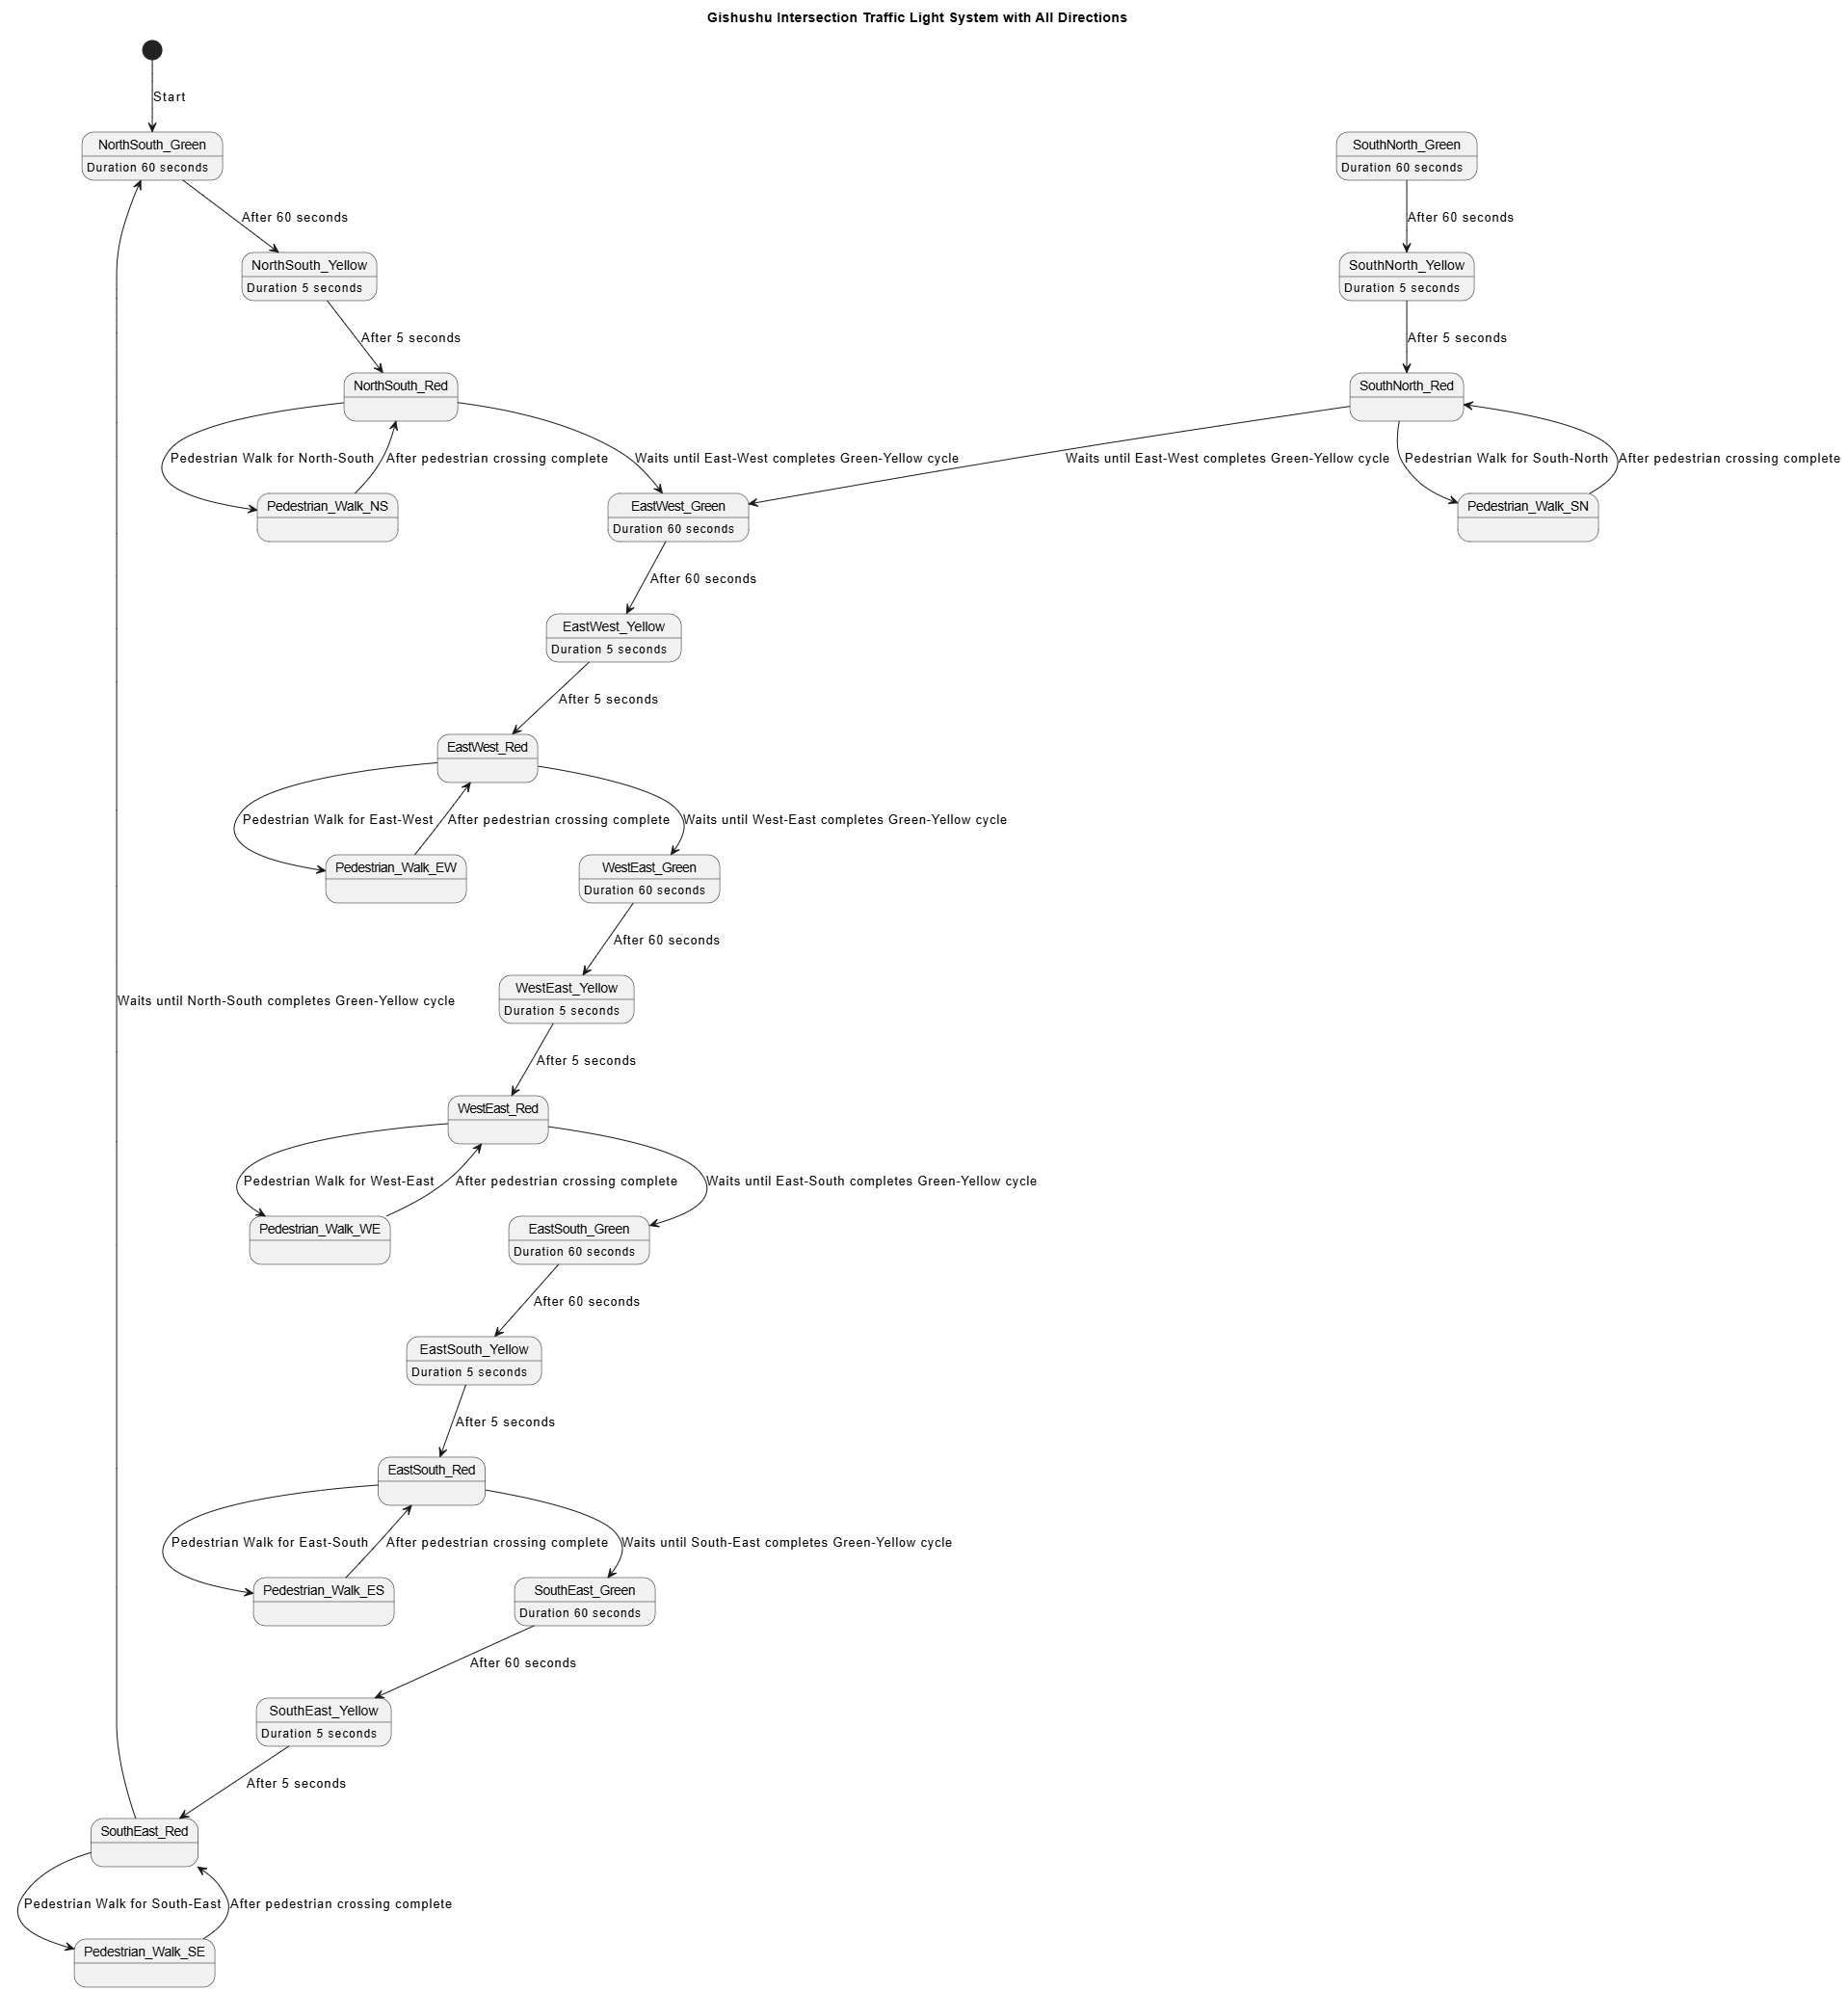 Gishushu Intersection Traffic Light System with All Directions
Start
NorthSouth_Green
Duration 60 seconds
SouthNorth_Green
Duration 60 seconds
After 60 seconds
After 60 seconds
NorthSouth_Yellow
Duration 5 seconds
SouthNorth_Yellow
Duration 5 seconds
After 5 seconds
After 5 seconds
NorthSouth_Red
SouthNorth_Red
Pedestrian Walk for North-South
After pedestrian crossing complete
Waits until East-West completes Green-Yellow cycle
Waits until East-West completes Green-Yellow cycle
Pedestrian Walk for South-North
After pedestrian crossing complete
Pedestrian_Walk_NS
EastWest_Green
Duration 60 seconds
Pedestrian_Walk_SN
After 60 seconds
EastWest_Yellow
Duration 5 seconds
After 5 seconds
EastWest_Red
Pedestrian Walk for East-West
After pedestrian crossing complete
Waits until West-East completes Green-Yellow cycle
Pedestrian_Walk_EW
WestEast_Green
Duration 60 seconds
After 60 seconds
WestEast_Yellow
Duration 5 seconds
Waits until North-South completes Green-Yellow cycle
After 5 seconds
WestEast_Red
Pedestrian Walk for West-East
After pedestrian crossing complete
Waits until East-South completes Green-Yellow cycle
Pedestrian_Walk_WE
EastSouth_Green
Duration 60 seconds
After 60 seconds
EastSouth_Yellow
Duration 5 seconds
After 5 seconds
EastSouth_Red
Pedestrian Walk for East-South
After pedestrian crossing complete
Waits until South-East completes Green-Yellow cycle
Pedestrian_Walk_ES
SouthEast_Green
Duration 60 seconds
After 60 seconds
SouthEast_Yellow
Duration 5 seconds
After 5 seconds
SouthEast_Red
Pedestrian Walk for South-East
After pedestrian crossing complete
Pedestrian_Walk_SE